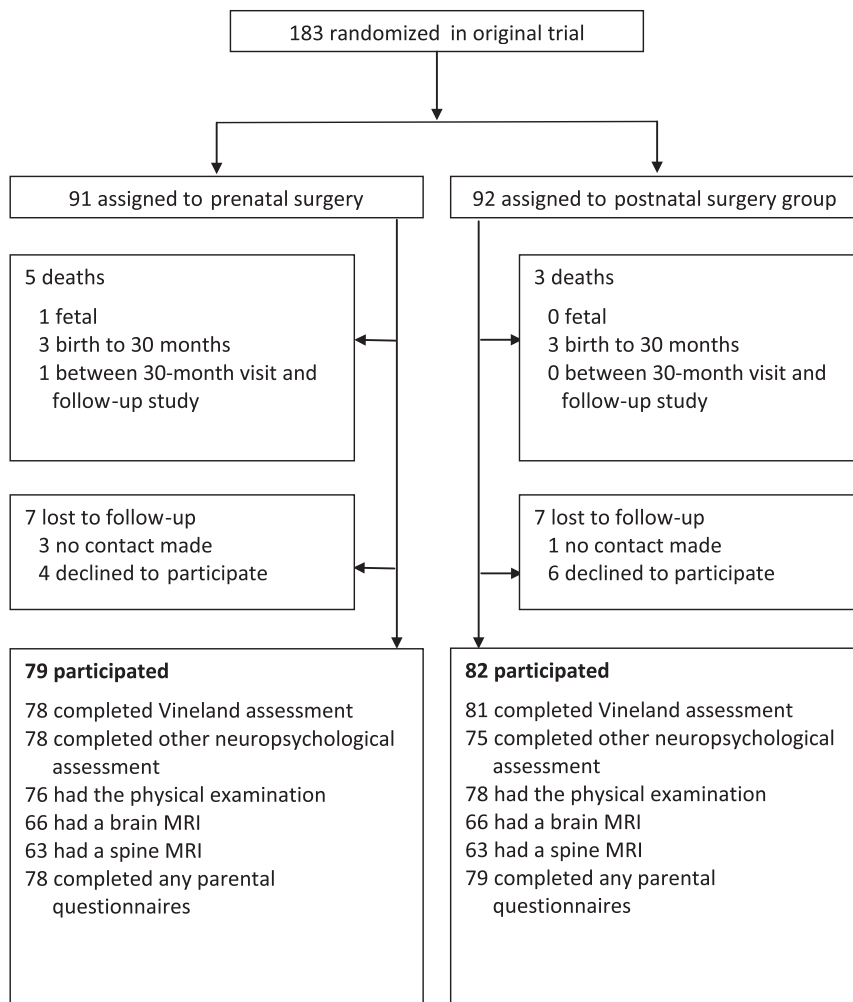 183 randomized in original trial
91 assigned to prenatal surgery
92 assigned to postnatal surgery group
5 deaths
1 fetal
3 birth to 30 months
1 between 30-month visit and
follow-up study
3 deaths
0 fetal
3 birth to 30 months
0 between 30-month visit and
follow-up study
7 lost to follow-up
3 no contact made
4 declined to participate
7 lost to follow-up
1 no contact made
6 declined to participate
79 participated
78 completed Vineland assessment
78 completed other neuropsychological
assessment
76 had the physical examination
66 had a brain MRI
63 had a spine MRI
78 completed any parental
questionnaires
82 participated
81 completed Vineland assessment
75 completed other neuropsychological
assessment
78 had the physical examination
66 had a brain MRI
63 had a spine MRI
79 completed any parental
questionnaires